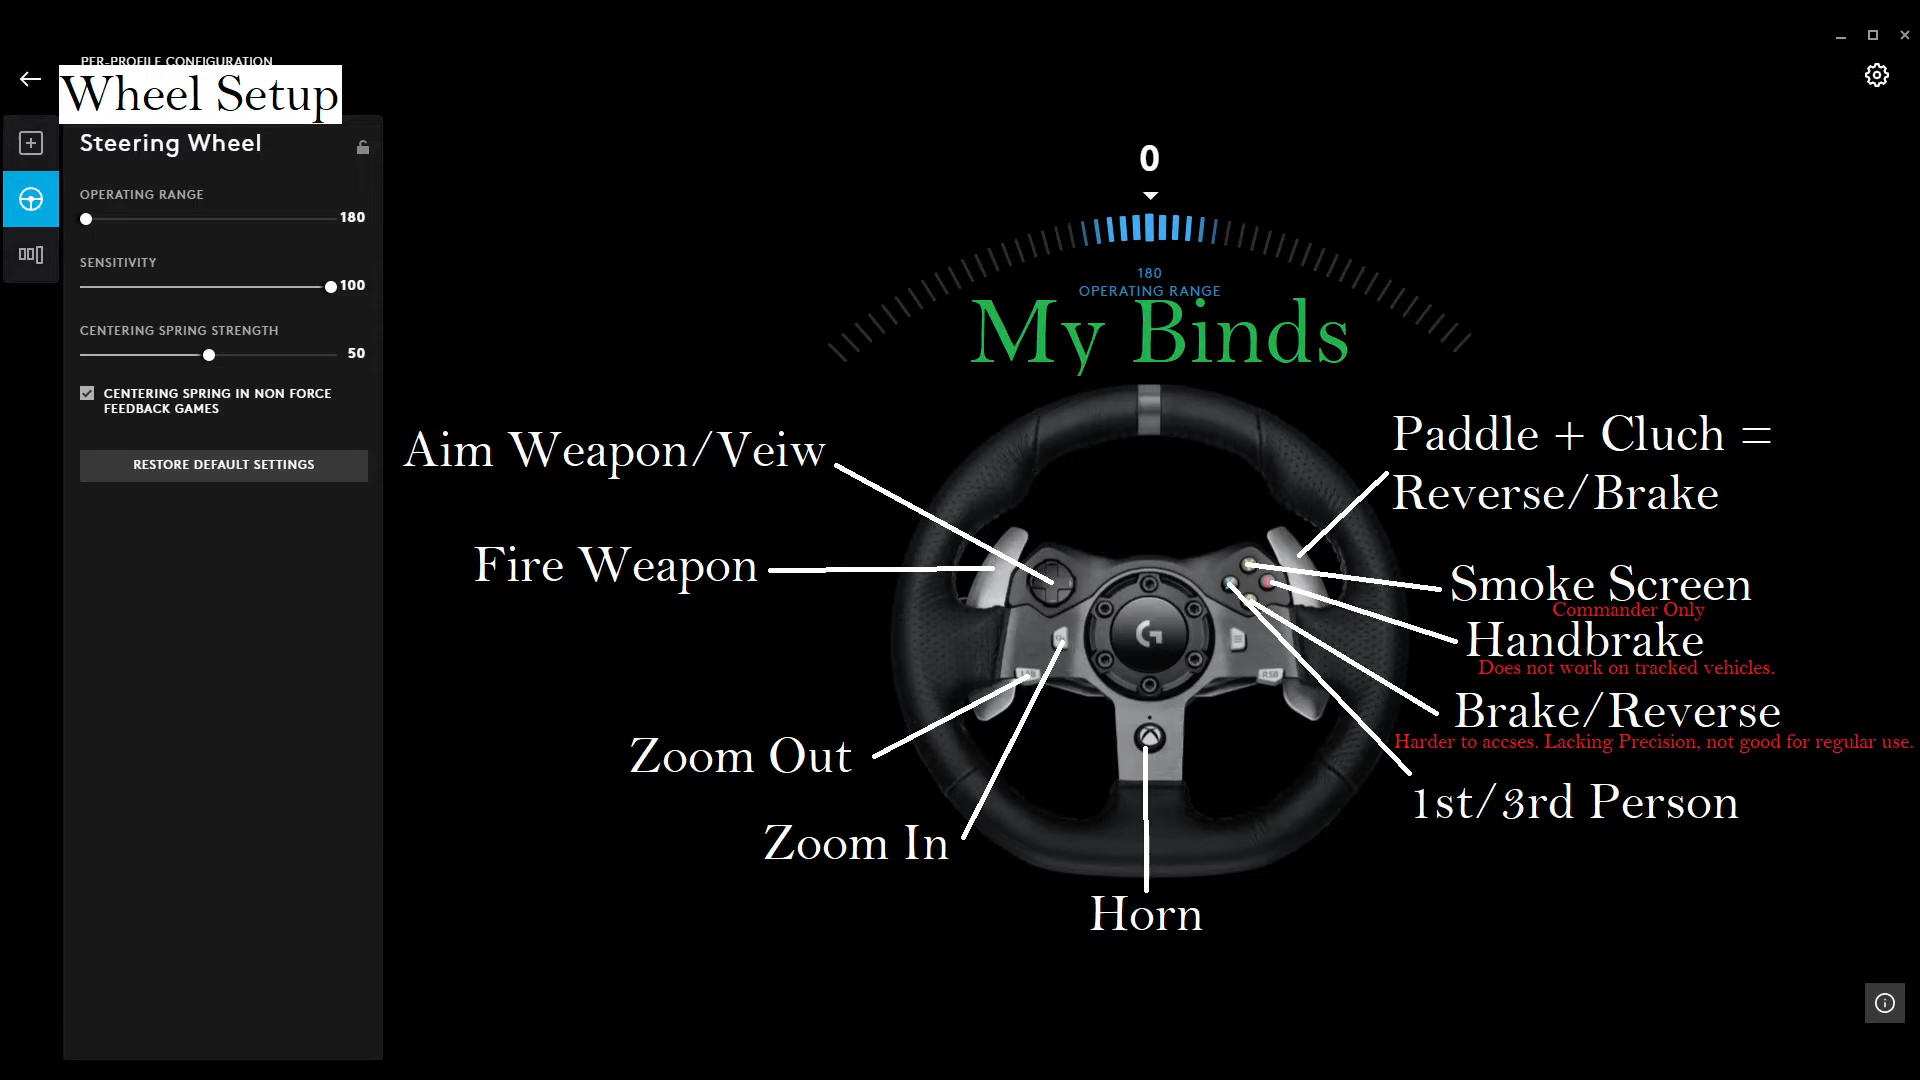 PER-PROFILE CONFIGURATION
Wheel Setup
Steering Wheel
OPERATING RANGE
180
SENSITIVITY
100
CENTERING SPRING STRENGTH
50
CENTERING SPRING IN NON FORCE
FEEDBACK GAMES
RESTORE DEFAULT SETTINGS
0
180
OPERATING RANGE
My Binds
Aim Weapon/Veiw
Fire Weapon
Zoom Out
Zoom In
Horn
Paddle + Cluch =
Reverse/Brake
Smoke Screen
Commander Only
Handbrake
Does not work on tracked vehicles.
Brake/Reverse
Harder to accses. Lacking Precision, not good for regular use.
1st/3rd Person
RSB